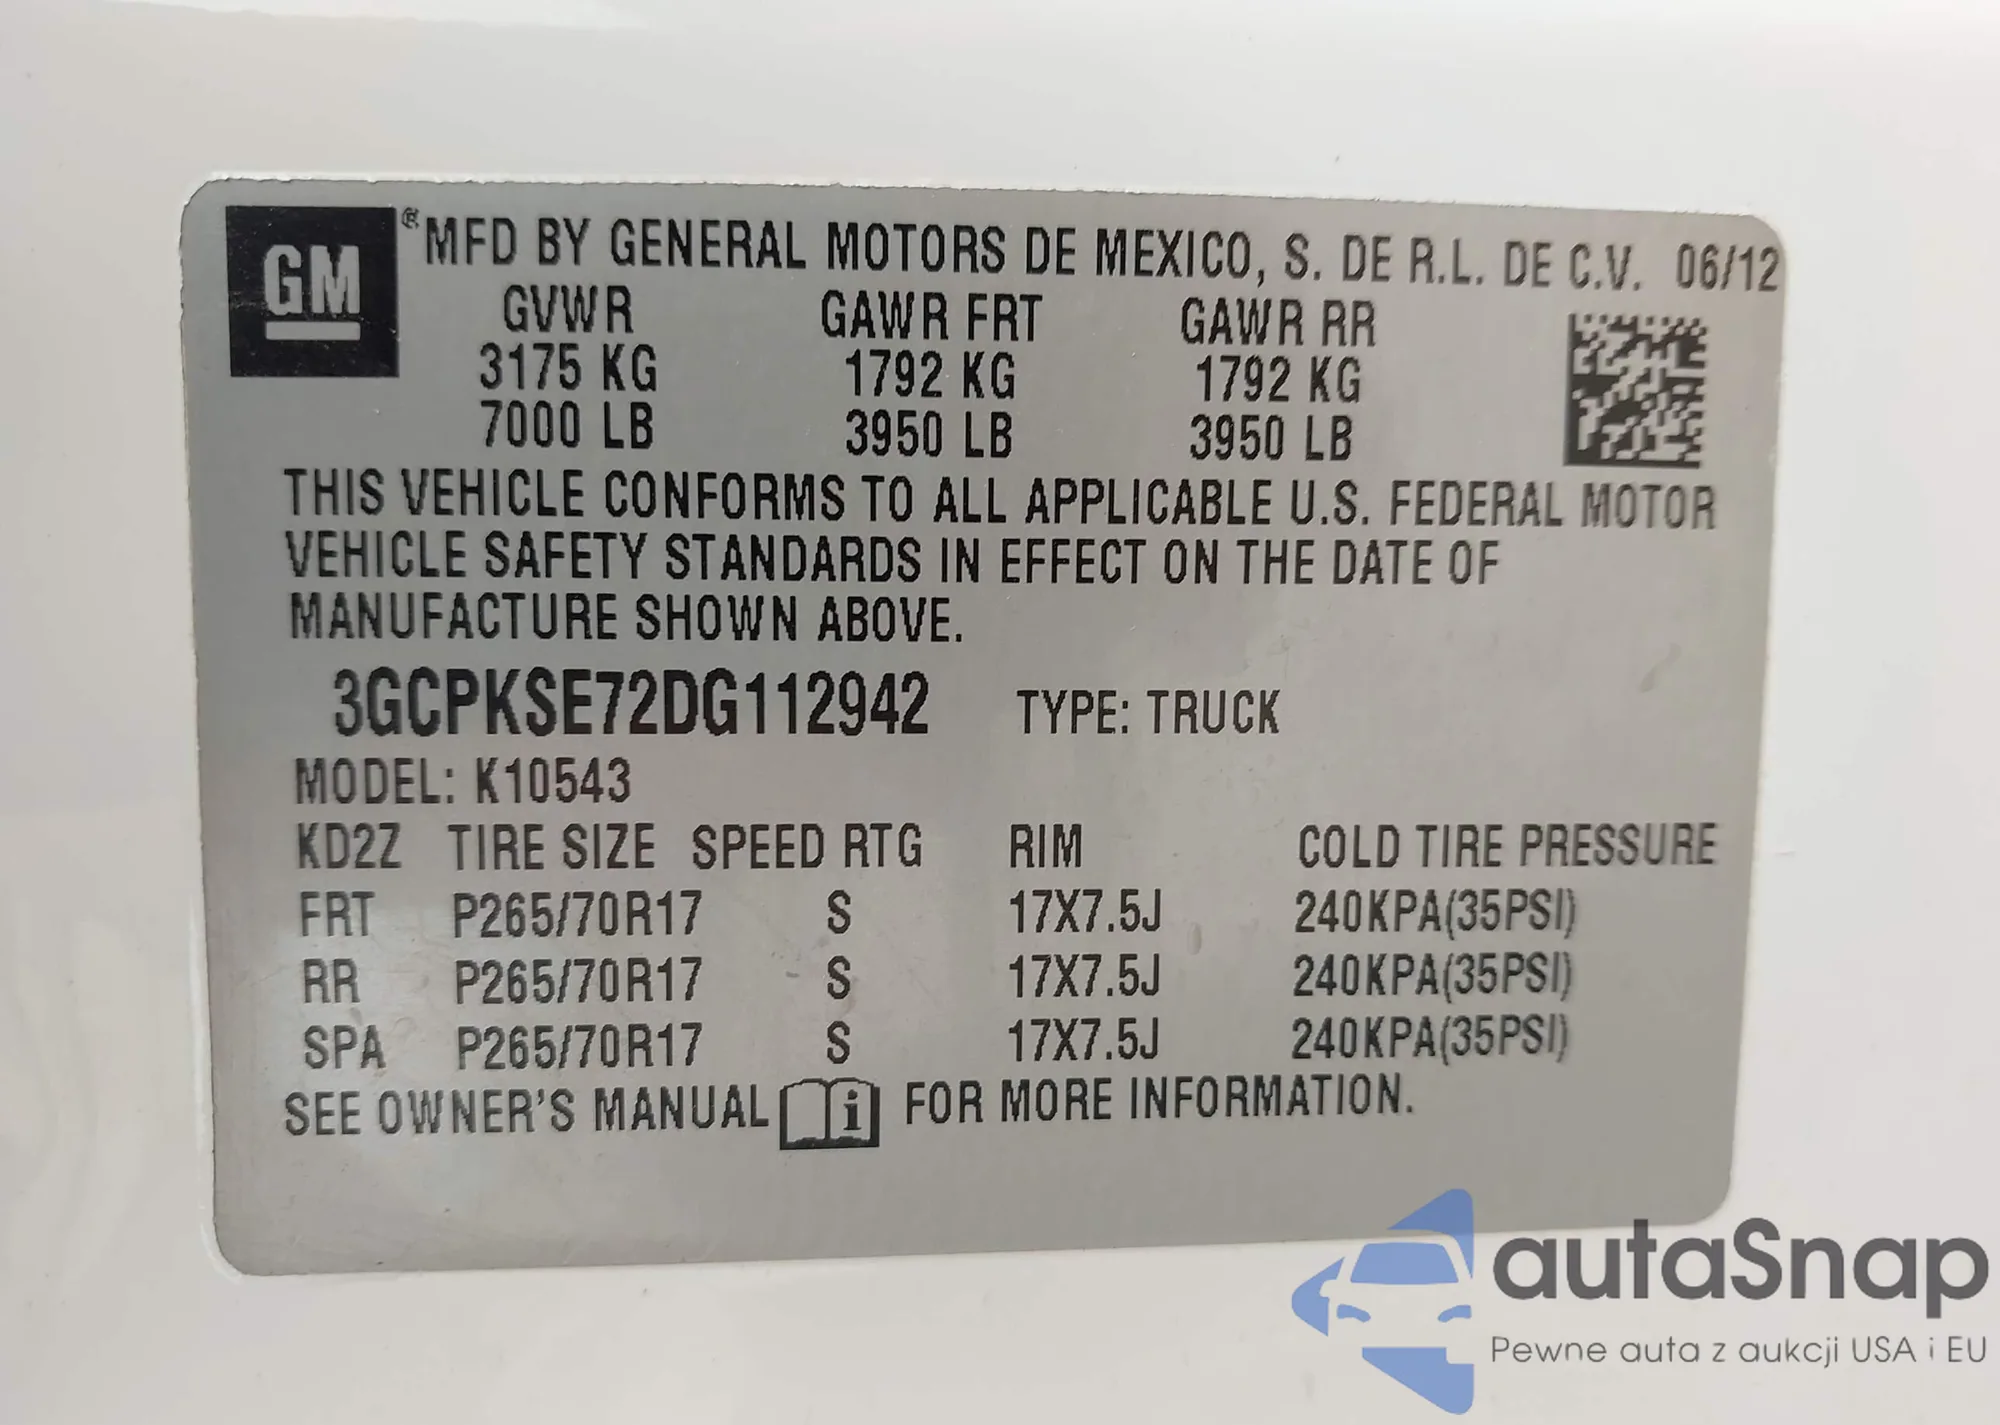 GM ® MFD BY GENERAL MOTORS DE MEXICO, S. DE R.L. DE C.V. 06/12
GVWR GAWR FRT GAWR RR
3175 KG 1792 KG 1792 KG
7000 LB 3950 LB 3950 LB
THIS VEHICLE CONFORMS TO ALL APPLICABLE U.S. FEDERAL MOTOR
VEHICLE SAFETY STANDARDS IN EFFECT ON THE DATE OF
MANUFACTURE SHOWN ABOVE.
3GCPKSE72DG112942 TYPE: TRUCK
MODEL: K10543
KD2Z TIRE SIZE SPEED RTG RIM COLD TIRE PRESSURE
FRT P265/70R17 S 17X7.5J 240KPA(35PSI)
RR P265/70R17 S 17X7.5J 240KPA(35PSI)
SPA P265/70R17 S 17X7.5J 240KPA(35PSI)
SEE OWNER'S MANUAL i FOR MORE INFORMATION.
autaSnap
Pewne auta z aukcji USA i EU